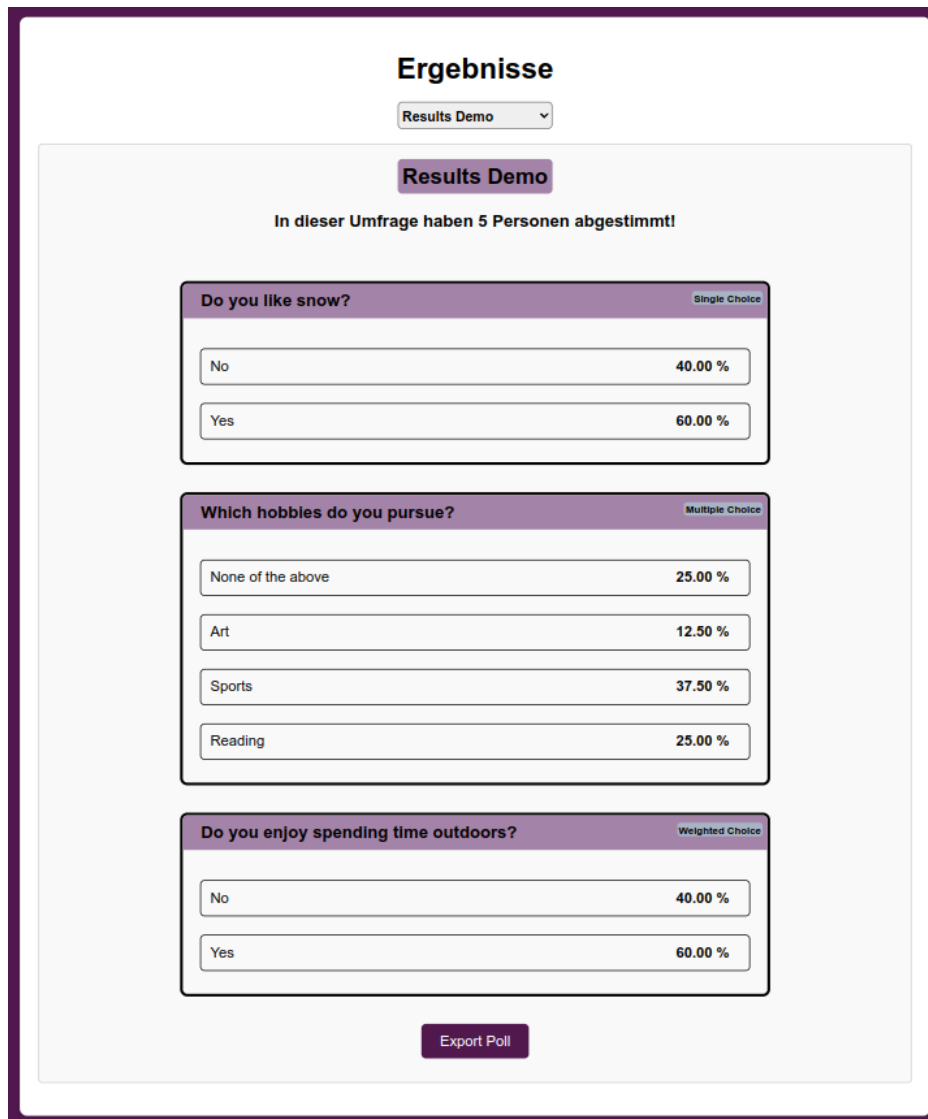 Ergebnisse
Results Demo
Results Demo
In dieser Umfrage haben 5 Personen abgestimmt!
Do you like snow? Single Choice
No 40.00 %
Yes 60.00 %
Which hobbies do you pursue? Multiple Choice
None of the above 25.00 %
Art 12.50 %
Sports 37.50 %
Reading 25.00 %
Do you enjoy spending time outdoors? Weighted Choice
No 40.00 %
Yes 60.00 %
Export Poll